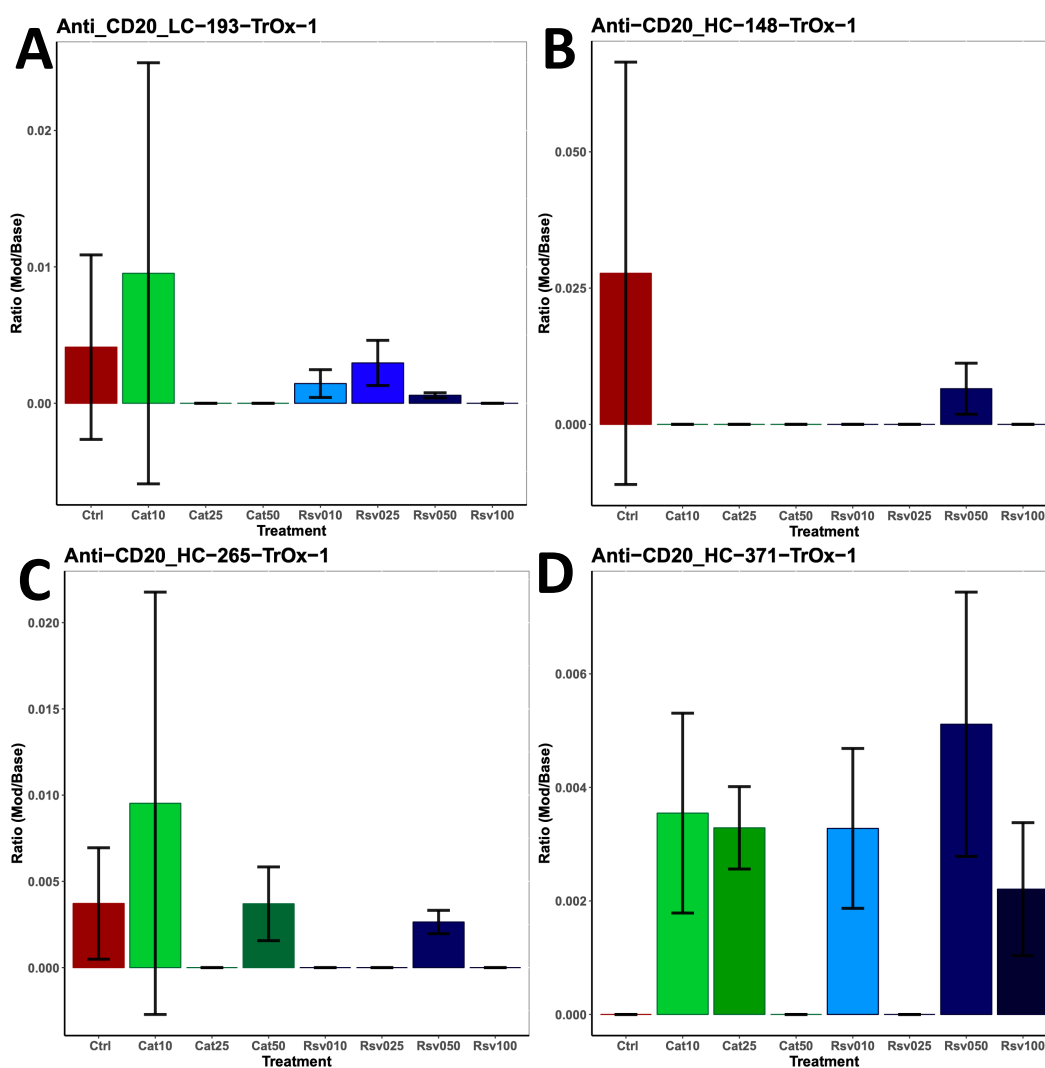 A
Anti_CD20_LC−193−TrOx−1
Ratio (Mod/Base)
0.02
0.01
0.00
Ctrl Cat10 Cat25 Cat50 Rsv010 Rsv025 Rsv050 Rsv100
Treatment
B
Anti−CD20_HC−148−TrOx−1
Ratio (Mod/Base)
0.050
0.025
0.000
Ctrl Cat10 Cat25 Cat50 Rsv010 Rsv025 Rsv050 Rsv100
Treatment
C
Anti−CD20_HC−265−TrOx−1
Ratio (Mod/Base)
0.020
0.015
0.010
0.005
0.000
Ctrl Cat10 Cat25 Cat50 Rsv010 Rsv025 Rsv050 Rsv100
Treatment
D
Anti−CD20_HC−371−TrOx−1
Ratio (Mod/Base)
0.006
0.004
0.002
0.000
Ctrl Cat10 Cat25 Cat50 Rsv010 Rsv025 Rsv050 Rsv100
Treatment